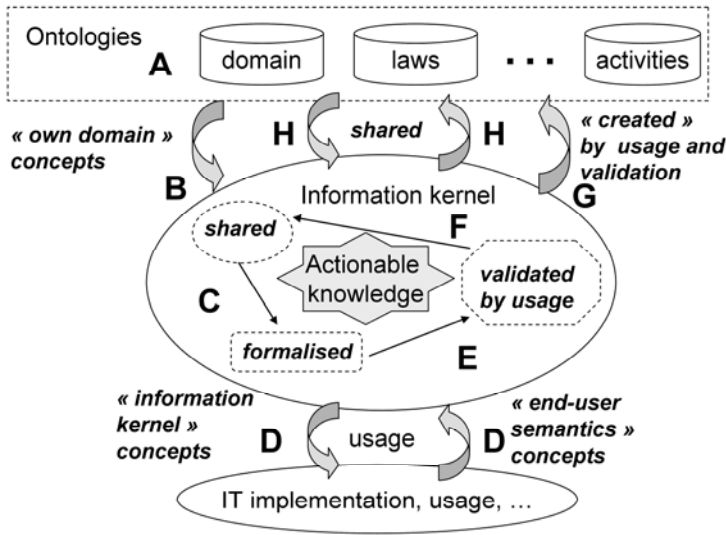 Ontologies
A
domain
laws
...
activities
« own domain »
concepts
B
H
shared
H
« created »
by usage and
validation
G
Information kernel
shared
F
Actionable
knowledge
validated
by usage
C
formalised
E
« information
kernel »
concepts
D
usage
D
« end-user
semantics »
concepts
IT implementation, usage, ...